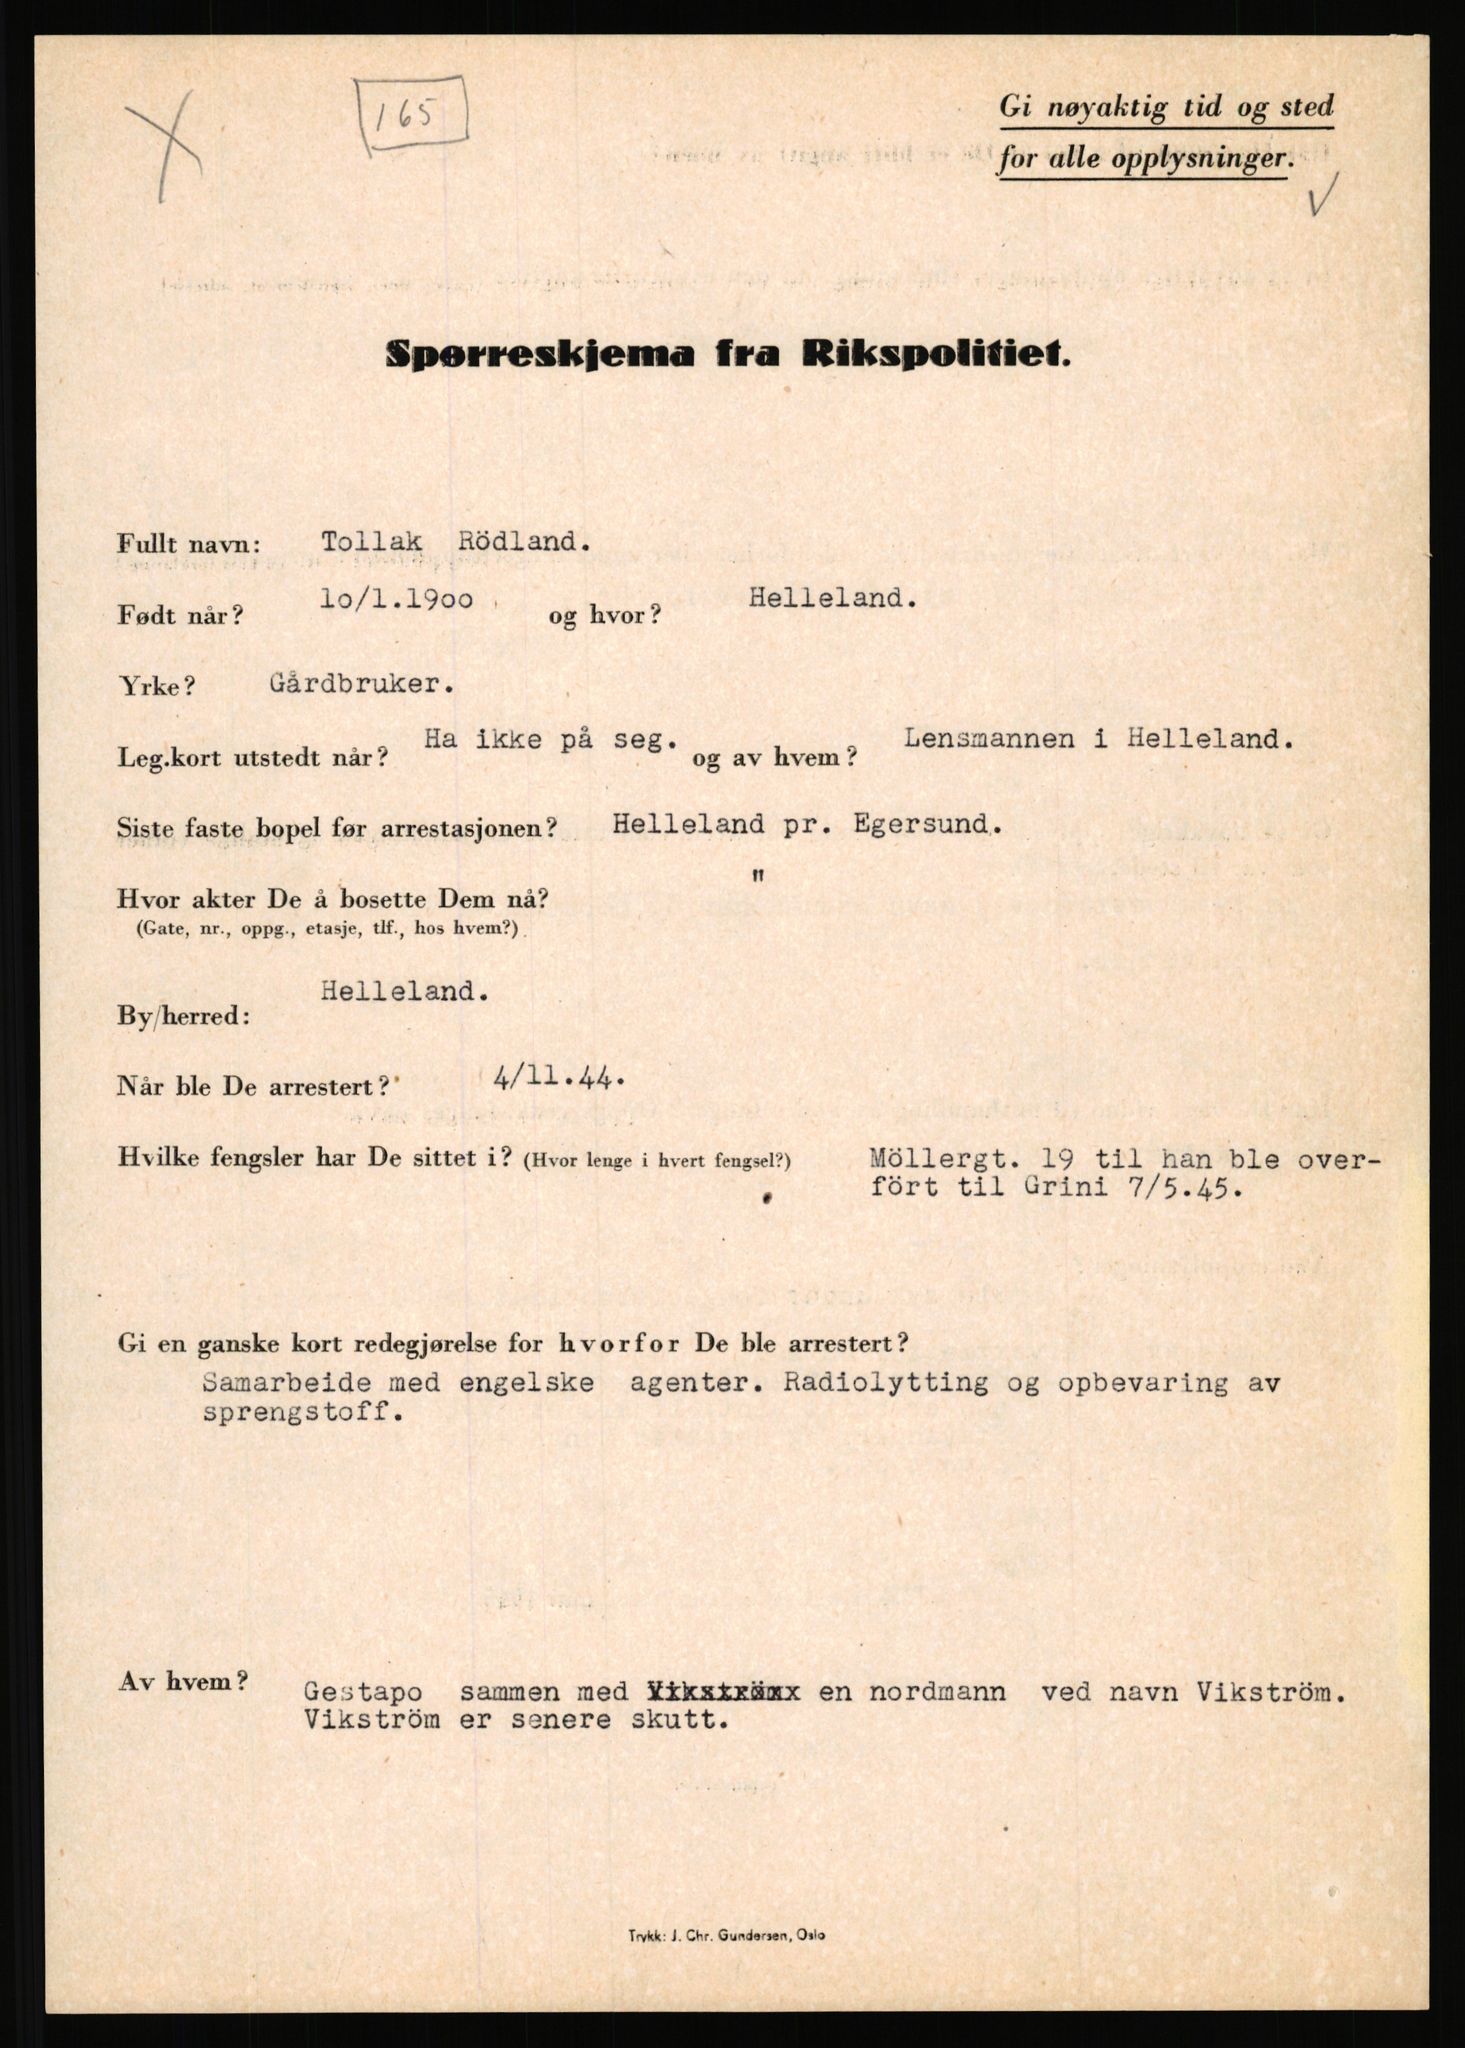 165
Gi nøyaktig tid og sted
for alle opplysninger.
Spørreskjema fra Rikspolitiet.
Fullt navn: Tollak Rödland.
Født når? 10/1.1900 og hvor? Helleland.
Yrke? Gårdbruker.
Leg.kort utstedt når? Ha ikke på seg. og av hvem? Lensmannen i Helleland.
Siste faste bopel før arrestasjonen? Helleland pr. Egersund.
Hvor akter De å bosette Dem nå? "
(Gate, nr., oppg., etasje, tlf., hos hvem?)
By/herred: Helleland.
Når ble De arrestert? 4/11.44.
Hvilke fengsler har De sittet i? (Hvor lenge i hvert fengsel?) Möllergt. 19 til han ble over-
fört til Grini 7/5.45.
Gi en ganske kort redegjørelse for hvorfor De ble arrestert?
Samarbeide med engelske agenter. Radiolytting og opbevaring av
sprengstoff.
Av hvem? Gestapo sammen med en nordmann ved navn Vikström.
Vikström er senere skutt.
Trykk: J. Chr. Gundersen, Oslo